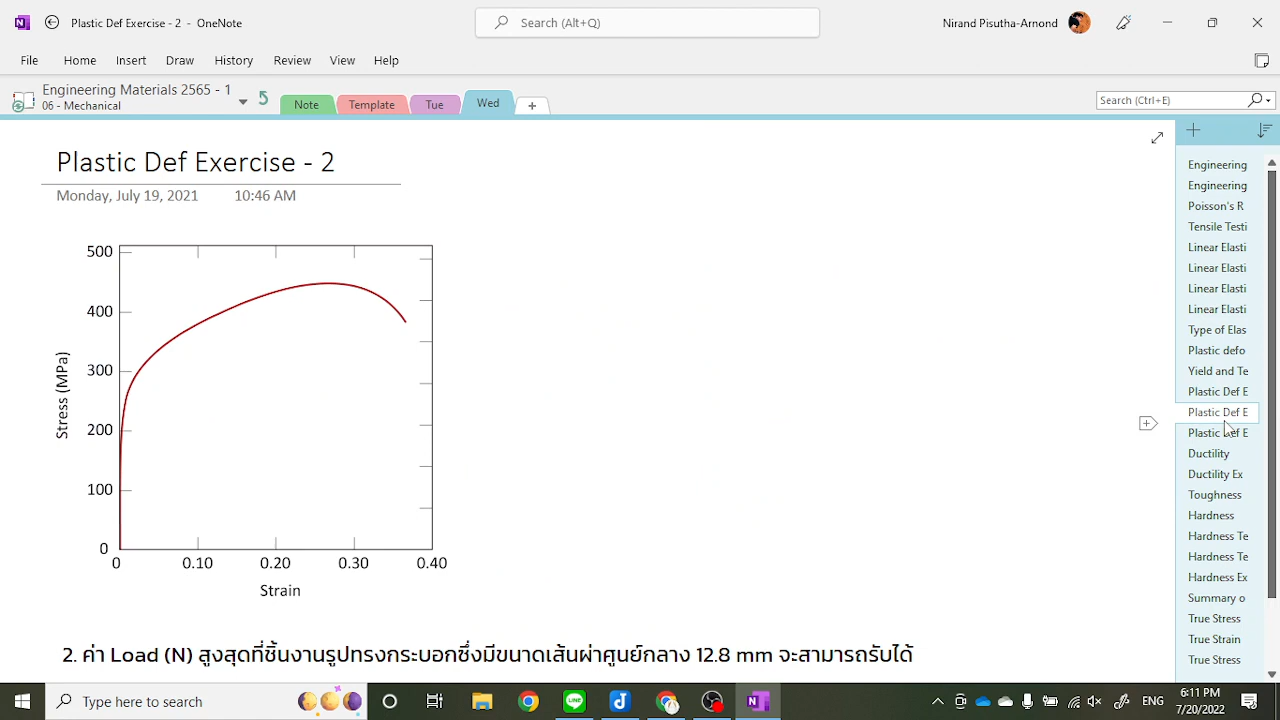 Plastic Def Exercise - 2 - OneNote
Search (Alt+Q)
Nirand Pisutha-Arnond
File Home Insert Draw History Review View Help
Engineering Materials 2565 - 1
06 - Mechanical
Note Template Tue Wed
Search (Ctrl+E)
Plastic Def Exercise - 2
Monday, July 19, 2021 10:46 AM
500
400
300
200
100
0
Stress (MPa)
0 0.10 0.20 0.30 0.40
Strain
2. ค่า Load (N) สูงสุดที่ชิ้นงานรูปทรงกระบอกซึ่งมีขนาดเส้นผ่าศูนย์กลาง 12.8 mm จะสามารถรับได้
Engineering
Engineering
Poisson's R
Tensile Testi
Linear Elasti
Linear Elasti
Linear Elasti
Linear Elasti
Type of Elas
Plastic defo
Yield and Te
Plastic Def E
Plastic Def E
Plastic Def E
Ductility
Ductility Ex
Toughness
Hardness
Hardness Te
Hardness Te
Hardness Ex
Summary o
True Stress
True Strain
True Stress
Type here to search
LINE
ENG
6:11 PM
7/20/2022